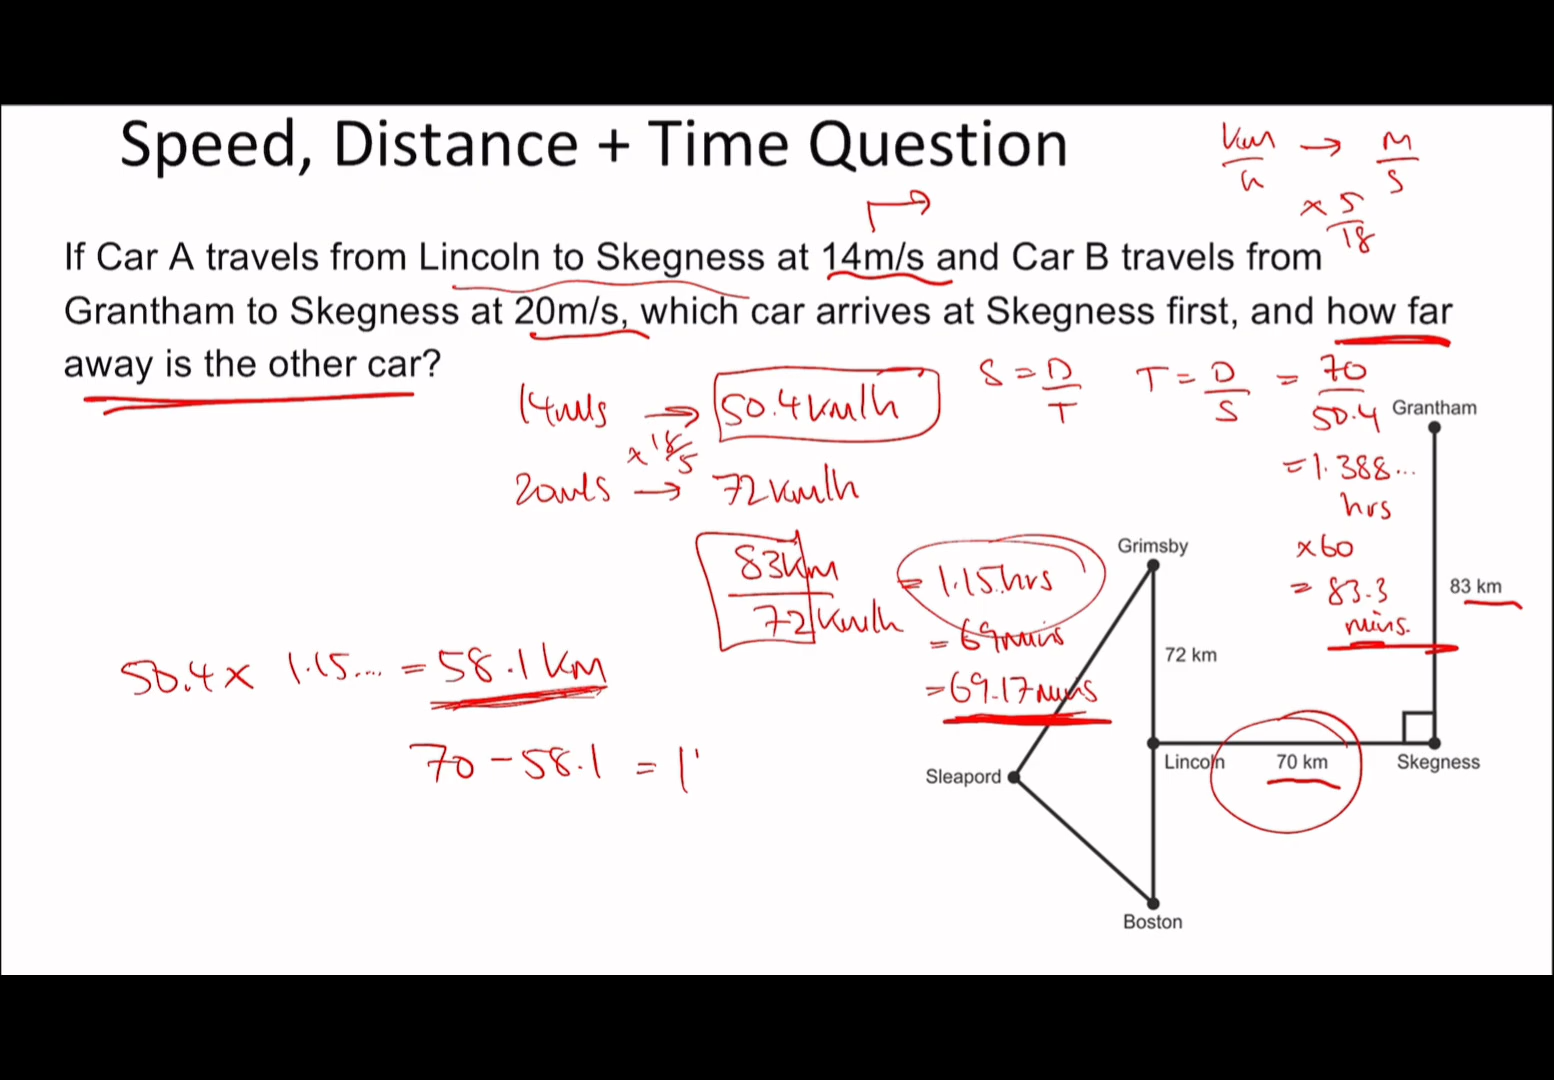 Speed, Distance + Time Question
km/h → m/s
× 5/18
If Car A travels from Lincoln to Skegness at 14m/s and Car B travels from
Grantham to Skegness at 20m/s, which car arrives at Skegness first, and how far
away is the other car?
14m/s → 50.4km/h
× 18/5
20m/s → 72km/h
S = D/T
T = D/S = 70/50.4
= 1.388...
hrs
×60
= 83.3
mins.
83km/72km/h = 1.15.hrs
= 69mins
= 69.17mins
50.4 × 1.15.... = 58.1 km
70 - 58.1 = 1
Grantham
83 km
Grimsby
72 km
Lincoln
70 km
Skegness
Sleapord
Boston